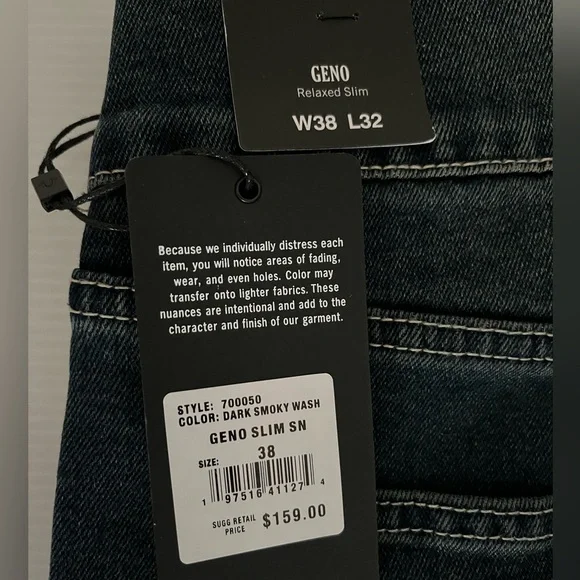 GENO
Relaxed Slim
W38 L32
Because we individually distress each
item, you will notice areas of fading,
wear, and even holes. Color may
transfer onto lighter fabrics. These
nuances are intentional and add to the
character and finish of our garment.
STYLE: 700050
COLOR: DARK SMOKY WASH
GENO SLIM SN
SIZE: 38
1 97516 41127 4
SUGG RETAIL
PRICE $159.00